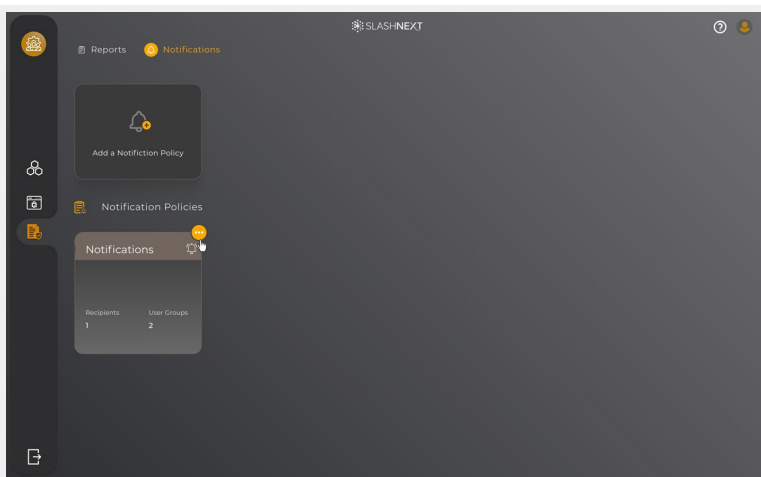 SLASHNEXT
Reports Notifications
Add a Notifiction Policy
Notification Policies
Notifications
Recipients User Groups
1 2